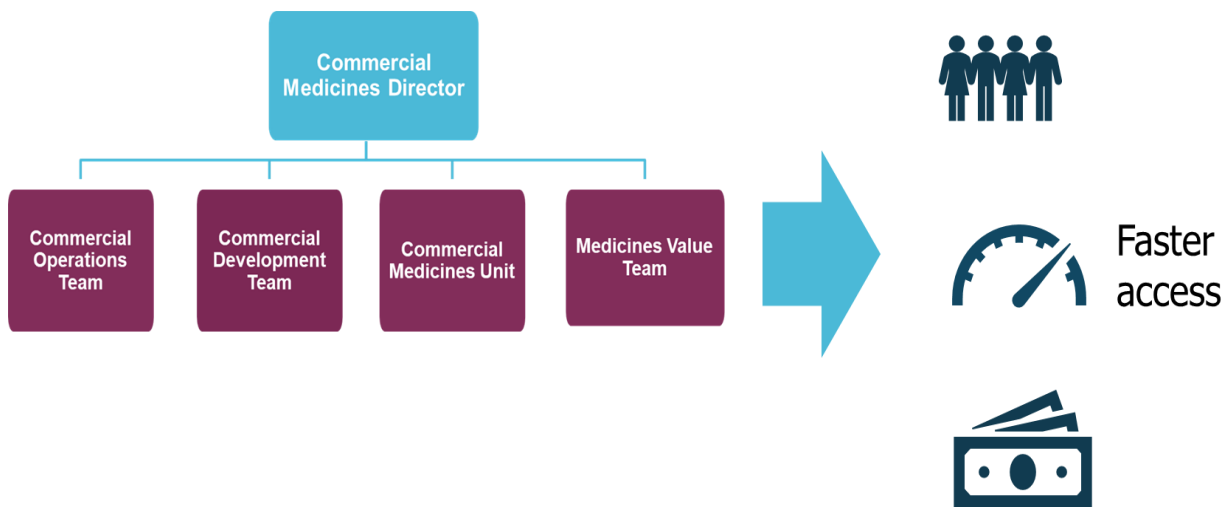 Commercial
Medicines Director
Commercial
Operations
Team
Commercial
Development
Team
Commercial
Medicines Unit
Medicines Value
Team
Faster
access